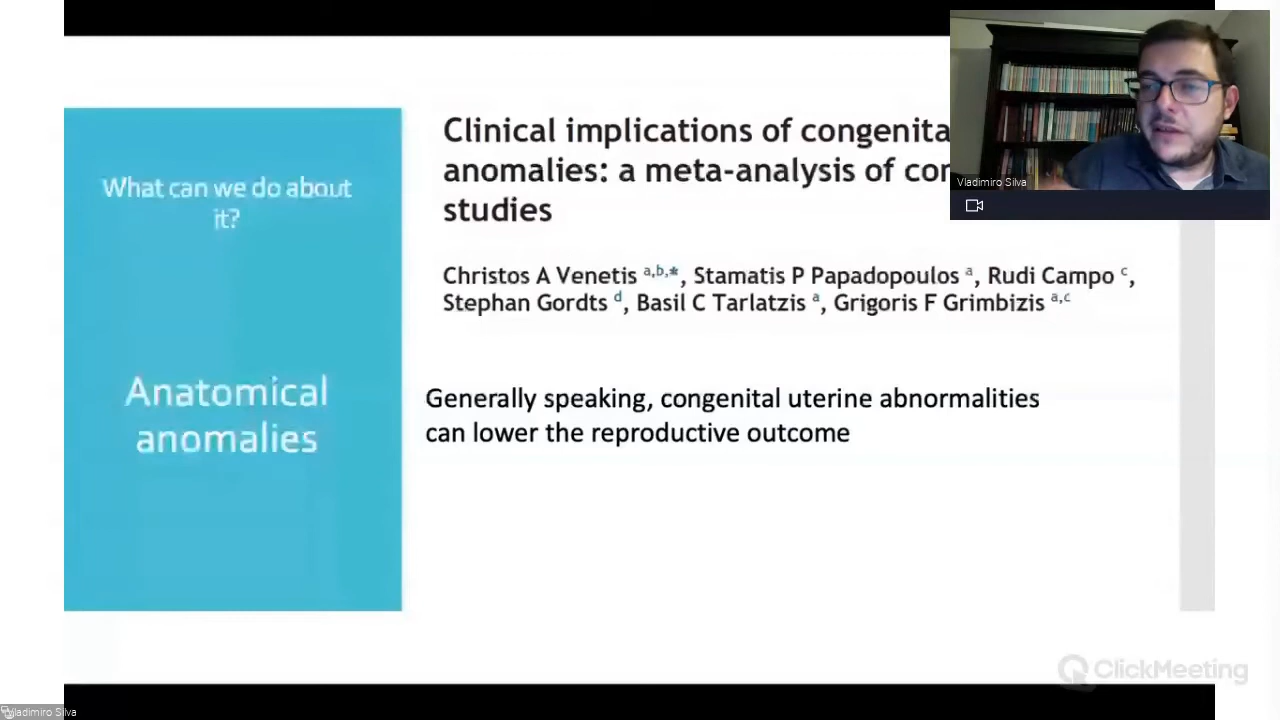 What can we do about
it?
Anatomical
anomalies
Clinical implications of congenita
anomalies: a meta-analysis of co
studies
Christos A Venetis a,b,*, Stamatis P Papadopoulos a, Rudi Campo c,
Stephan Gordts d, Basil C Tarlatzis a, Grigoris F Grimbizis a,c
Generally speaking, congenital uterine abnormalities
can lower the reproductive outcome
Vladimiro Silva
ClickMeeting
Vladimiro Silva